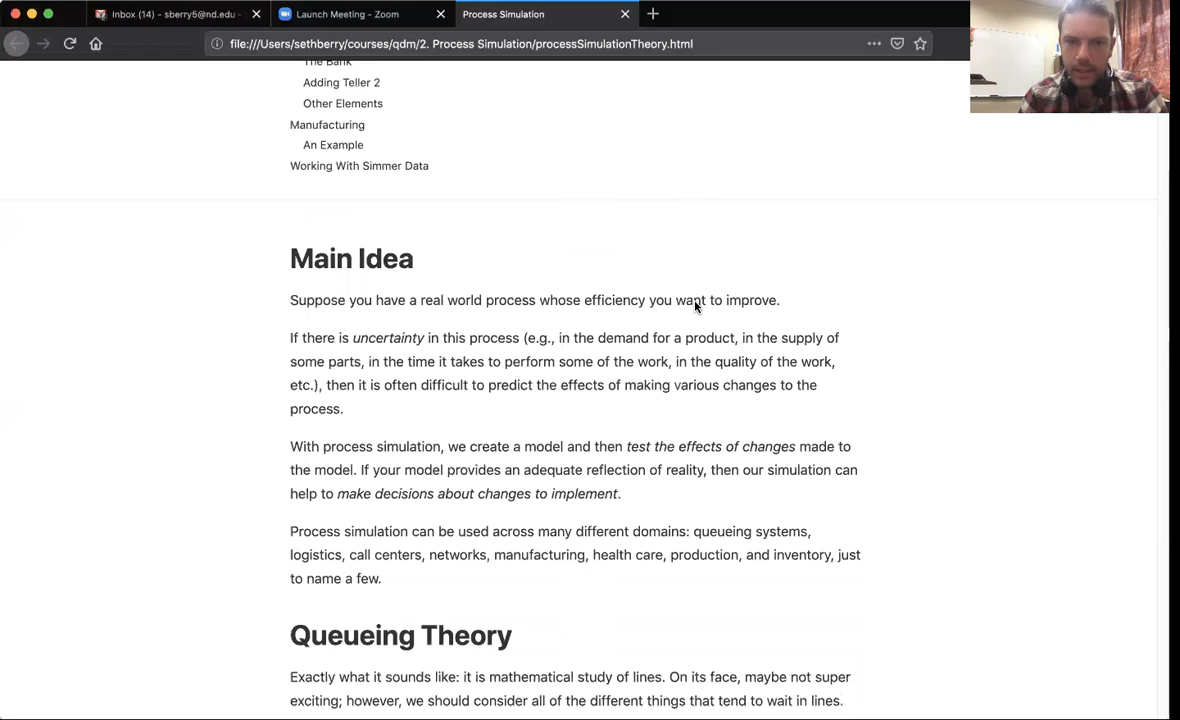 Inbox (14) – sberry5@nd.edu -
Launch Meeting - Zoom
Process Simulation
file:///Users/sethberry/courses/qdm/2. Process Simulation/processSimulationTheory.html
The Bank
Adding Teller 2
Other Elements
Manufacturing
An Example
Working With Simmer Data
Main Idea
Suppose you have a real world process whose efficiency you want to improve.
If there is uncertainty in this process (e.g., in the demand for a product, in the supply of
some parts, in the time it takes to perform some of the work, in the quality of the work,
etc.), then it is often difficult to predict the effects of making various changes to the
process.
With process simulation, we create a model and then test the effects of changes made to
the model. If your model provides an adequate reflection of reality, then our simulation can
help to make decisions about changes to implement.
Process simulation can be used across many different domains: queueing systems,
logistics, call centers, networks, manufacturing, health care, production, and inventory, just
to name a few.
Queueing Theory
Exactly what it sounds like: it is mathematical study of lines. On its face, maybe not super
exciting; however, we should consider all of the different things that tend to wait in lines.